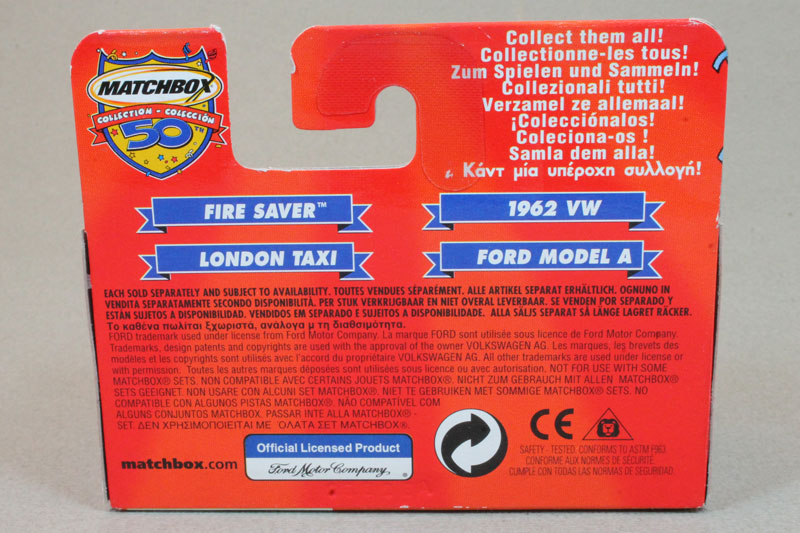 MATCHBOX
COLLECTION - COLECCIÓN
50TH
Collect them all!
Collectionne-les tous!
Zum Spielen und Sammeln!
Collezionali tutti!
Verzamel ze allemaal!
¡Colecciónalos!
Coleciona-os !
Samla dem alla!
Κάντ μία υπέροχη συλλογή!
FIRE SAVER™
1962 VW
LONDON TAXI
FORD MODEL A
EACH SOLD SEPARATELY AND SUBJECT TO AVAILABILITY. TOUTES VENDUES SÉPARÉMENT. ALLE ARTIKEL SEPARAT ERHÄLTLICH. OGNUNO IN
VENDITA SEPARATAMENTE SECONDO DISPONIBILITÀ. PER STUK VERKRIJGBAAR EN NIET OVERAL LEVERBAAR. SE VENDEN POR SEPARADO Y
ESTÁN SUJETOS A DISPONIBILIDAD. VENDIDOS EM SEPARADO E SUJEITOS A DISPONIBILIDADE. ALLA SÄLJS SEPARAT SÅ LÄNGE LAGRET RÄCKER.
Το καθένα πωλίται ξχωριστά, ανάλογα μ τη διαθσιμότητα.
FORD trademark used under license from Ford Motor Company. La marque FORD sont utilisée sous licence de Ford Motor Company.
Trademarks, design patents and copyrights are used with the approval of the owner VOLKSWAGEN AG. Les marques, les brevets des
modèles et les copyrights sont utilisés avec l'accord du propriétaire VOLKSWAGEN AG. All other trademarks are used under license or
with permission. Toutes les autres marques déposées sont utilisées sous licence ou avec autorisation. NOT FOR USE WITH SOME
MATCHBOX® SETS. NON COMPATIBLE AVEC CERTAINS JOUETS MATCHBOX®. NICHT ZUM GEBRAUCH MIT ALLEN MATCHBOX®
SETS GEEIGNET. NON USARE CON ALCUNI SET MATCHBOX®. NIET TE GEBRUIKEN MET SOMMIGE MATCHBOX® SETS. NO
COMPATIBLE CON ALGUNOS PISTAS MATCHBOX®. NÃO COMPATÍVEL COM
ALGUNS CONJUNTOS MATCHBOX. PASSAR INTE ALLA MATCHBOX® -
SET. ΔΕΝ ΧΡΗΣΙΜΟΠΟΙΕΙΤΑΙ ΜΕ ΟΛΑΤΑ ΣΕΤ MATCHBOX®.
matchbox.com
Official Licensed Product
Ford Motor Company,
CE
SAFETY - TESTED. CONFORMS TO ASTM F963.
CONFORME AUX NORMES DE SÉCURITÉ.
CUMPLE CON TODAS LAS NORMAS DE SEGURIDAD.